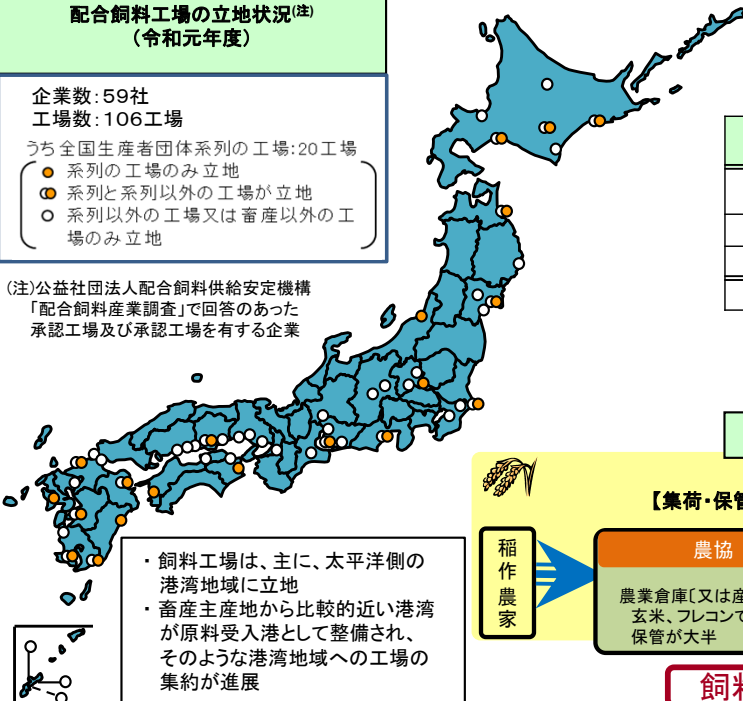 配合飼料工場の立地状況(注)
(令和元年度)
企業数:59社
工場数:106工場
うち全国生産者団体系列の工場:20工場
系列の工場のみ立地
系列と系列以外の工場が立地
系列以外の工場又は畜産以外の工
場のみ立地
(注)公益社団法人配合飼料供給安定機構
「配合飼料産業調査」で回答のあった
承認工場及び承認工場を有する企業
・飼料工場は、主に、太平洋側の
港湾地域に立地
・畜産主産地から比較的近い港湾
が原料受入港として整備され、
そのような港湾地域への工場の
集約が進展
【集荷・保管
稲作農家
農協
農業倉庫〔又は産
玄米、フレコンで
保管が大半
飼料